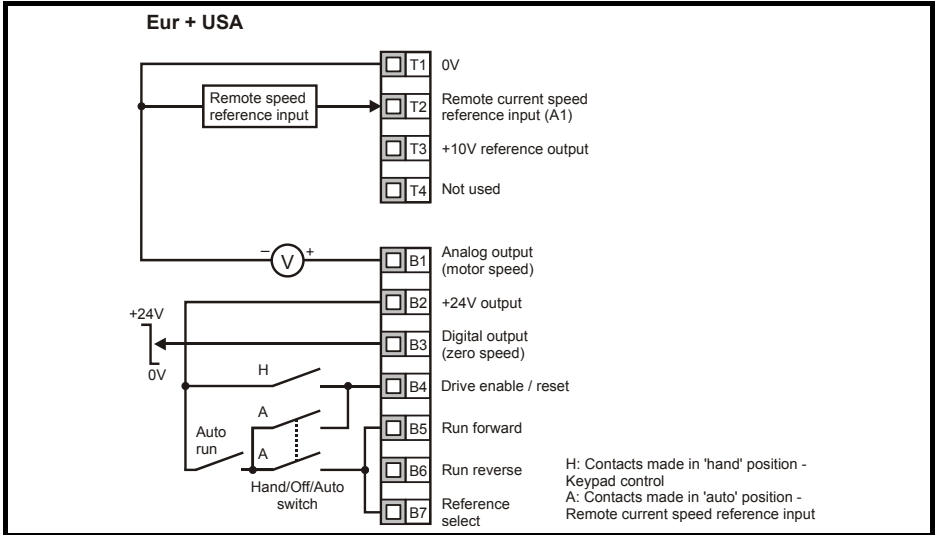 Eur + USA
T1 0V
Remote speed
reference input
T2 Remote current speed
reference input (A1)
T3 +10V reference output
T4 Not used
– V +
B1 Analog output
(motor speed)
B2 +24V output
+24V
0V
B3 Digital output
(zero speed)
H
B4 Drive enable / reset
A
B5 Run forward
Auto
run
A
B6 Run reverse
Hand/Off/Auto
switch
B7 Reference
select
H: Contacts made in 'hand' position -
Keypad control
A: Contacts made in 'auto' position -
Remote current speed reference input